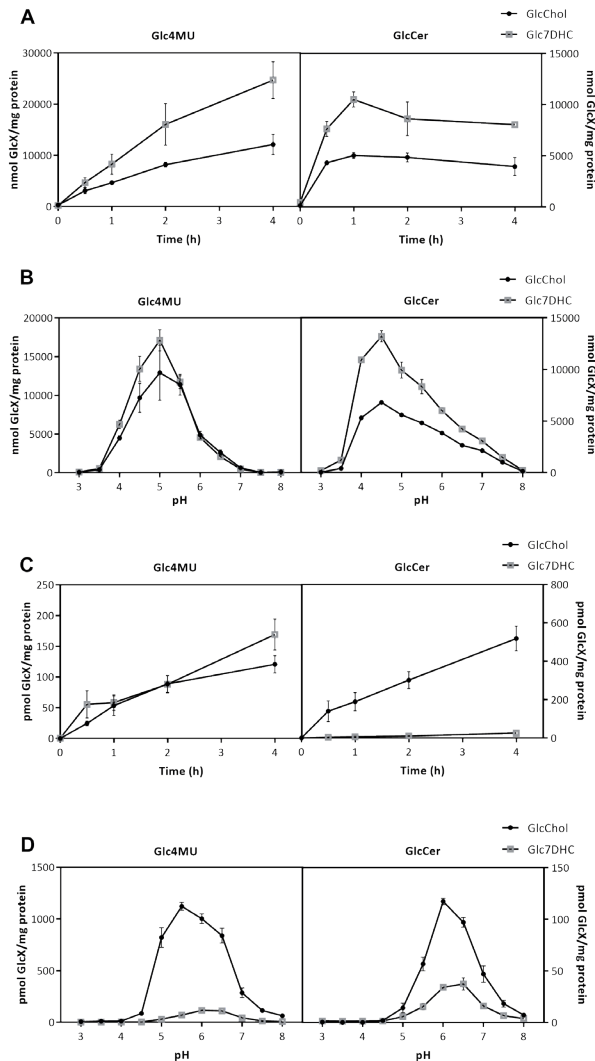 A
GlcChol
Glc7DHC
Glc4MU
GlcCer
nmol GlcX/mg protein
30000
20000
10000
0
0 1 2 3 4
Time (h)
0 1 2 3 4
Time (h)
15000
10000
5000
0
nmol GlcX/mg protein
B
GlcChol
Glc7DHC
Glc4MU
GlcCer
nmol GlcX/mg protein
20000
15000
10000
5000
0
3 4 5 6 7 8
pH
3 4 5 6 7 8
pH
15000
10000
5000
0
nmol GlcX/mg protein
C
GlcChol
Glc7DHC
Glc4MU
GlcCer
pmol GlcX/mg protein
250
200
150
100
50
0
0 1 2 3 4
Time (h)
0 1 2 3 4
Time (h)
800
600
400
200
0
pmol GlcX/mg protein
D
GlcChol
Glc7DHC
Glc4MU
GlcCer
pmol GlcX/mg protein
1500
1000
500
0
3 4 5 6 7 8
pH
3 4 5 6 7 8
pH
150
100
50
0
pmol GlcX/mg protein